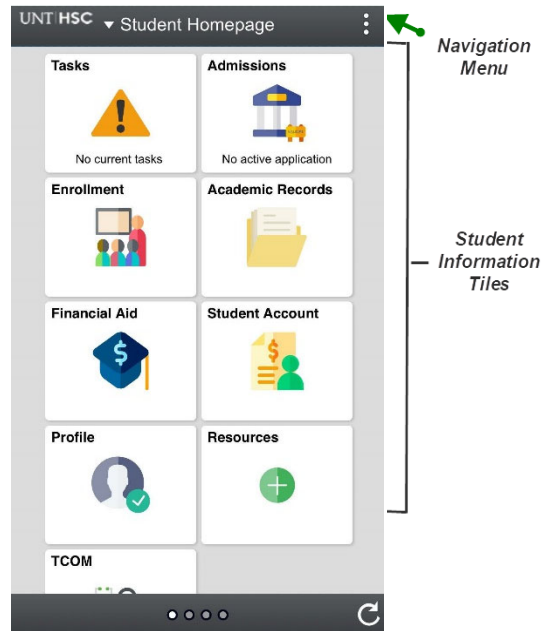 UNT HSC
Student Homepage
Navigation
Menu
Tasks
No current tasks
Admissions
No active application
Enrollment
Academic Records
Student
Information
Tiles
Financial Aid
$
Student Account
$
Profile
Resources
TCOM